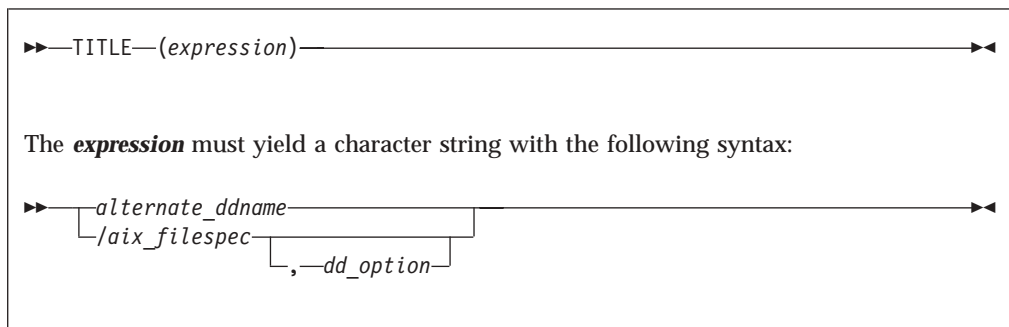 TITLE (expression)
The expression must yield a character string with the following syntax:
alternate_ddname
/aix_filespec
, dd_option